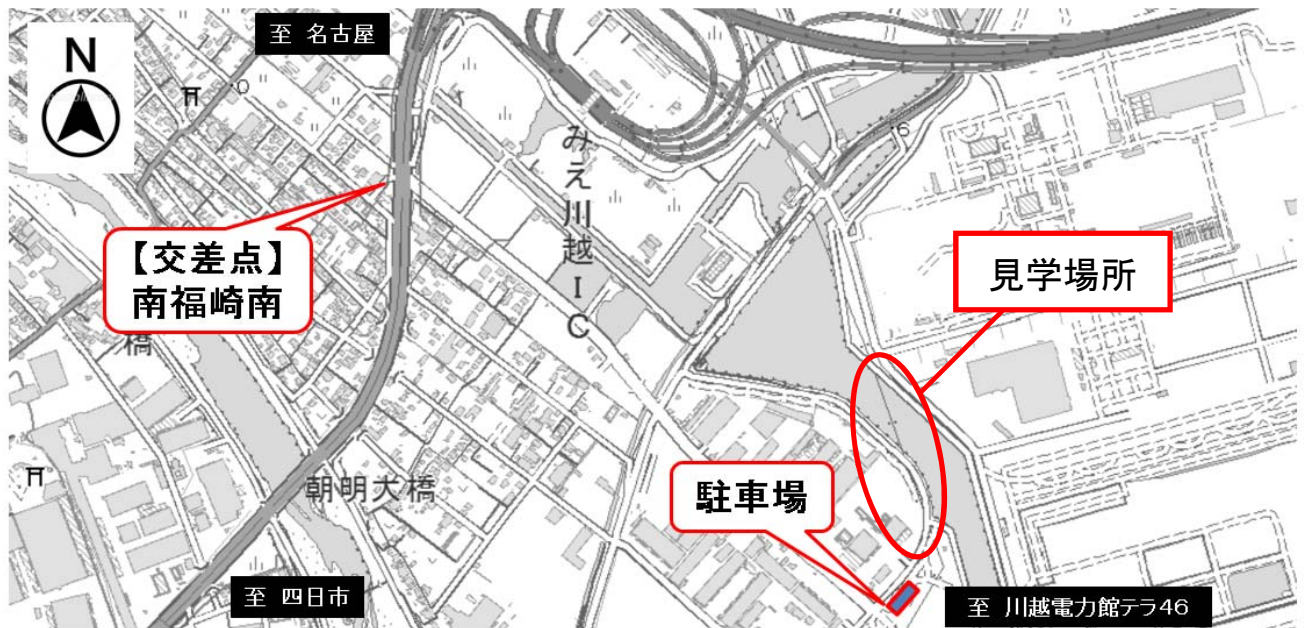 至 名古屋
N
みえ川越IC
6
【交差点】
南福崎南
見学場所
橋
朝明大橋
駐車場
至 四日市
至 川越電力館テラ46